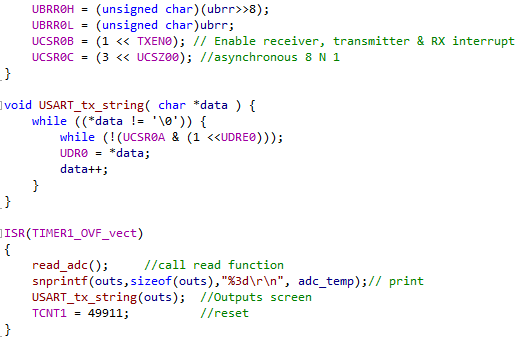 UBRR0H = (unsigned char)(ubrr>>8);
UBRR0L = (unsigned char)ubrr;
UCSR0B = (1 << TXEN0); // Enable receiver, transmitter & RX interrupt
UCSR0C = (3 << UCSZ00); //asynchronous 8 N 1
}
void USART_tx_string( char *data ) {
while ((*data != '\0')) {
while (!(UCSR0A & (1 <<UDRE0)));
UDR0 = *data;
data++;
}
}
ISR(TIMER1_OVF_vect)
{
read_adc(); //call read function
snprintf(outs,sizeof(outs),"%3d\r\n", adc_temp);// print
USART_tx_string(outs); //Outputs screen
TCNT1 = 49911; //reset
}